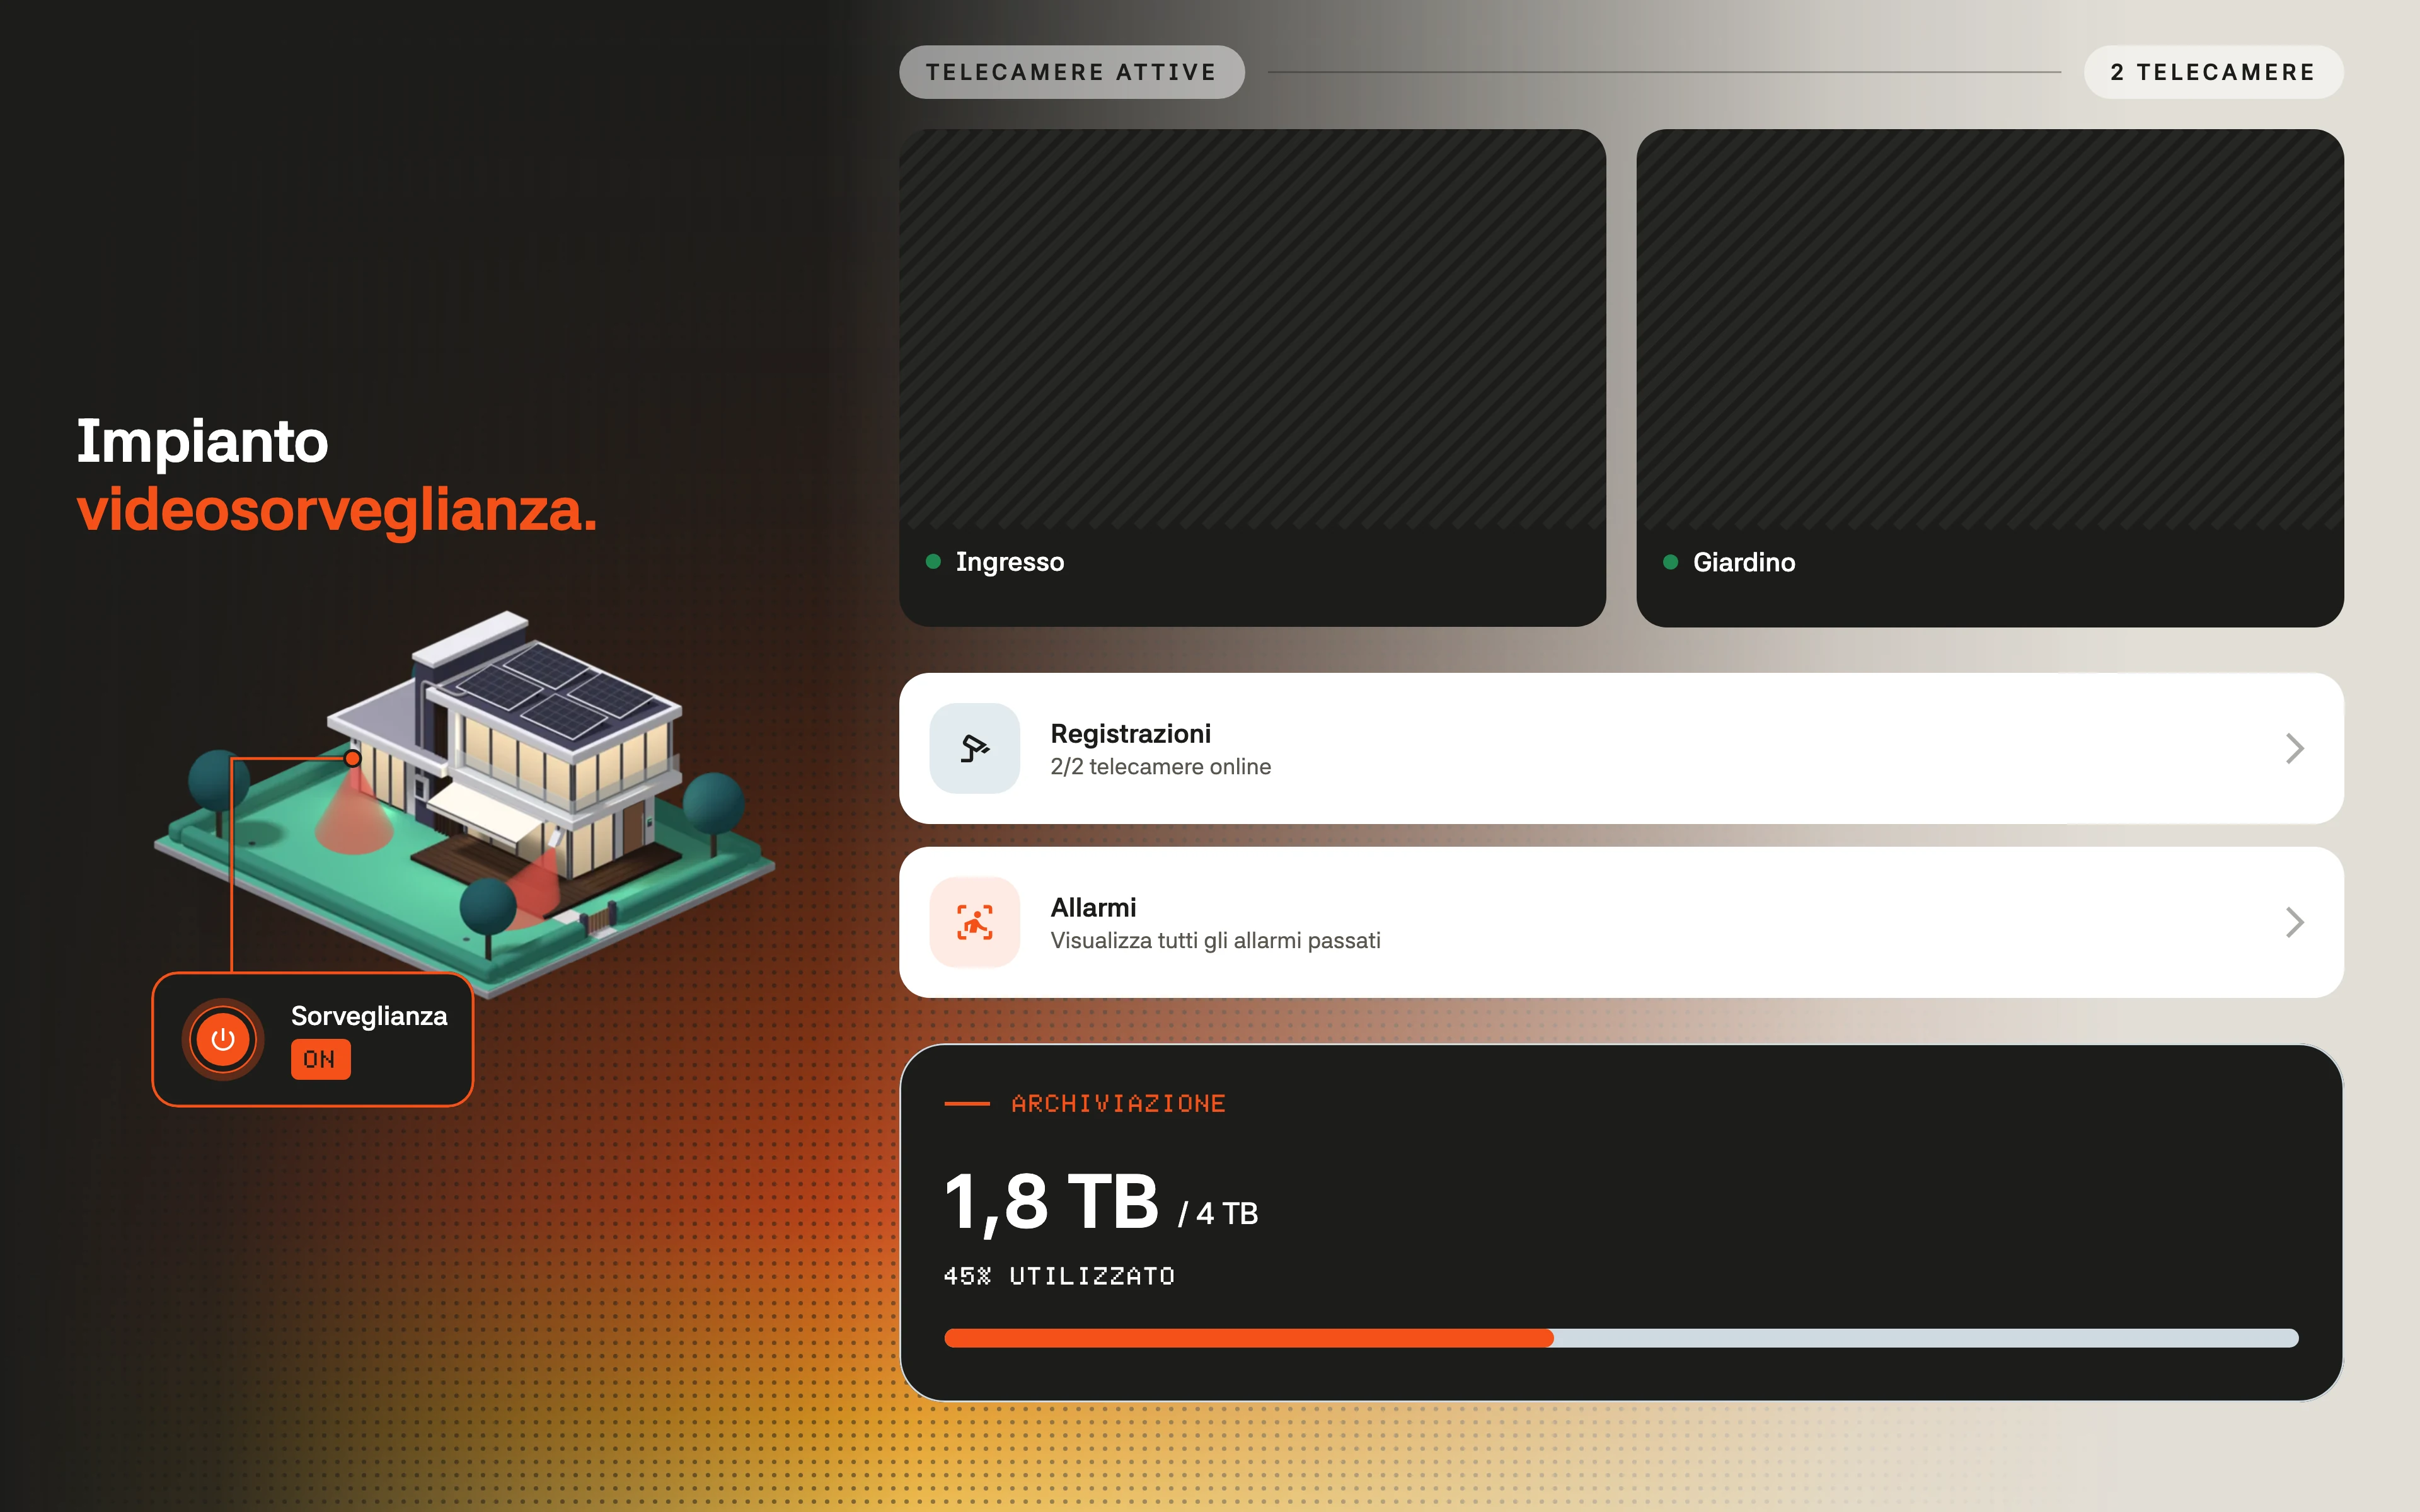 Impianto
videosorveglianza.
Sorveglianza
ON
TELECAMERE ATTIVE
2 TELECAMERE
Ingresso
Giardino
Registrazioni
2/2 telecamere online
Allarmi
Visualizza tutti gli allarmi passati
ARCHIVIAZIONE
1,8 TB / 4 TB
45% UTILIZZATO